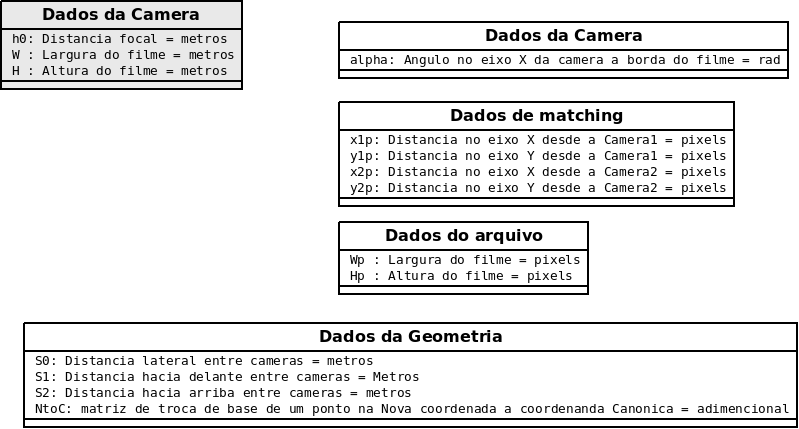 Dados da Camera
h0: Distancia focal = metros
W : Largura do filme = metros
H : Altura do filme = metros
Dados da Camera
alpha: Angulo no eixo X da camera a borda do filme = rad
Dados de matching
x1p: Distancia no eixo X desde a Camera1 = pixels
y1p: Distancia no eixo Y desde a Camera1 = pixels
x2p: Distancia no eixo X desde a Camera2 = pixels
y2p: Distancia no eixo Y desde a Camera2 = pixels
Dados do arquivo
Wp : Largura do filme = pixels
Hp : Altura do filme = pixels
Dados da Geometria
S0: Distancia lateral entre cameras = metros
S1: Distancia hacia delante entre cameras = Metros
S2: Distancia hacia arriba entre cameras = metros
NtoC: matriz de troca de base de um ponto na Nova coordenada a coordenanda Canonica = adimencional